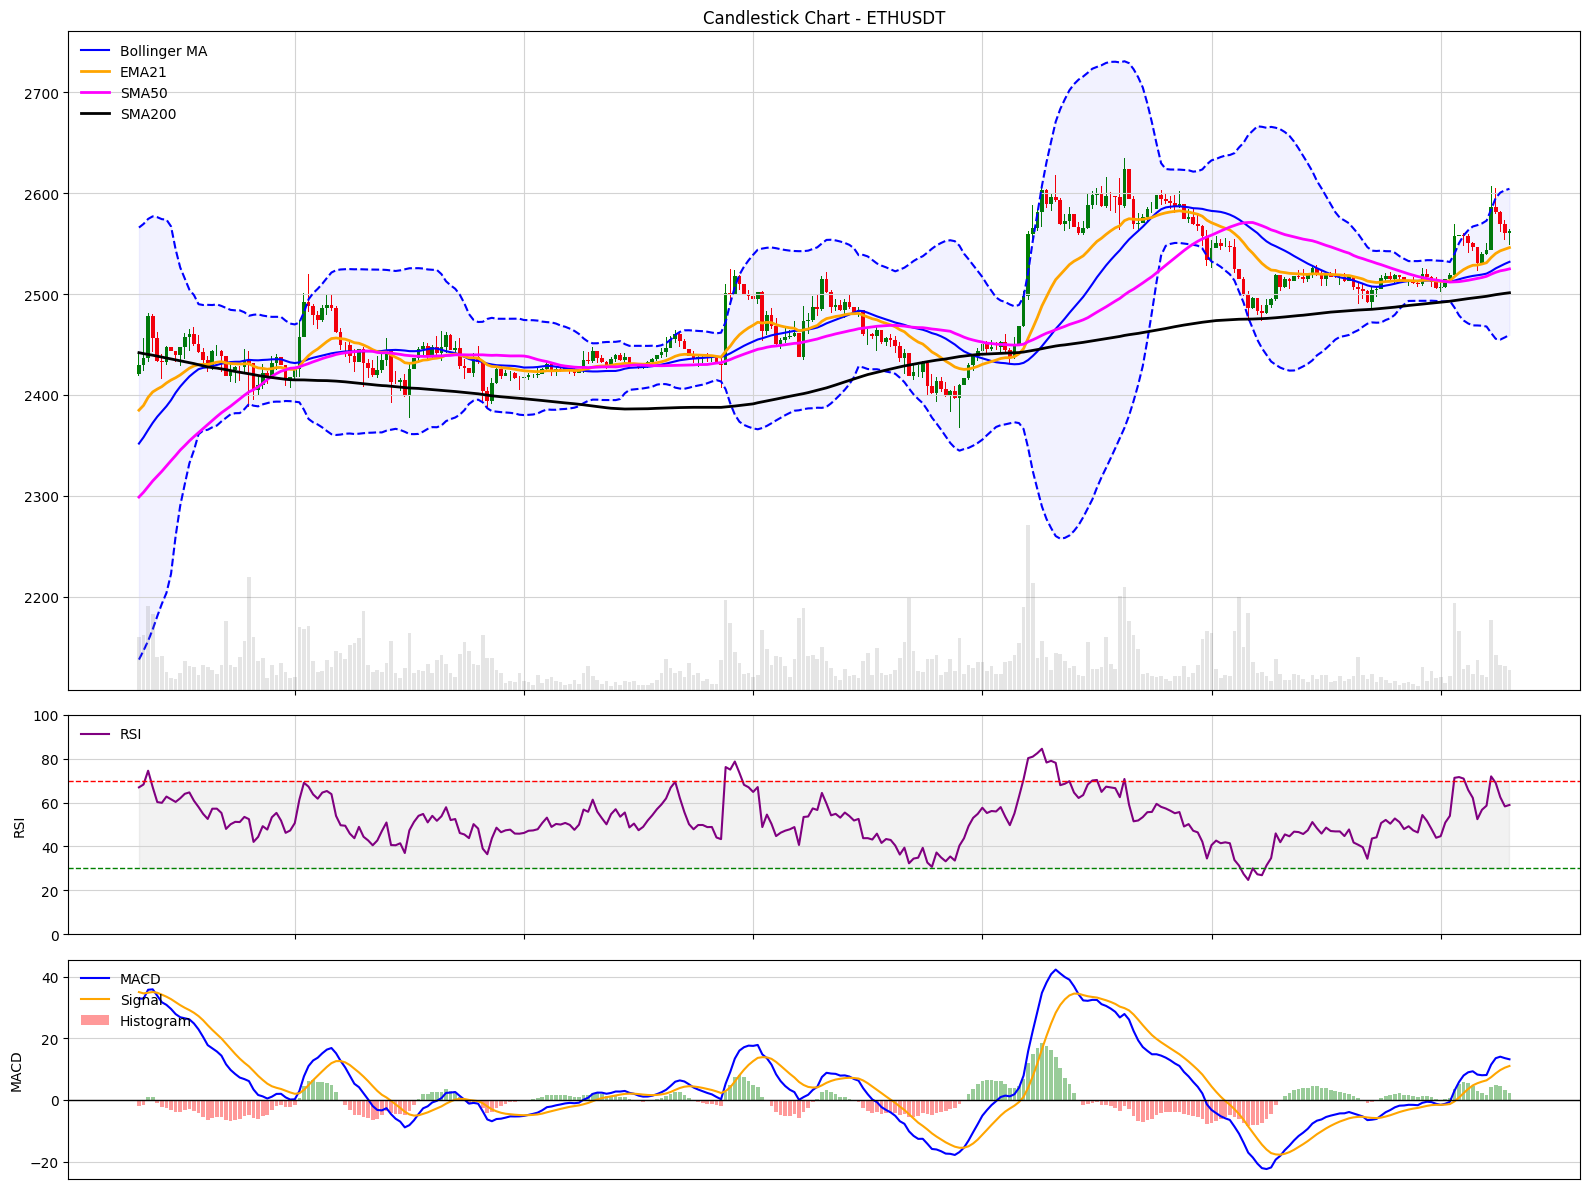 Candlestick Chart - ETHUSDT
Bollinger MA
EMA21
SMA50
SMA200
2700
2600
2500
2400
2300
2200
RSI
100
80
60
40
20
0
RSI
MACD
Signal
Histogram
40
20
0
−20
MACD